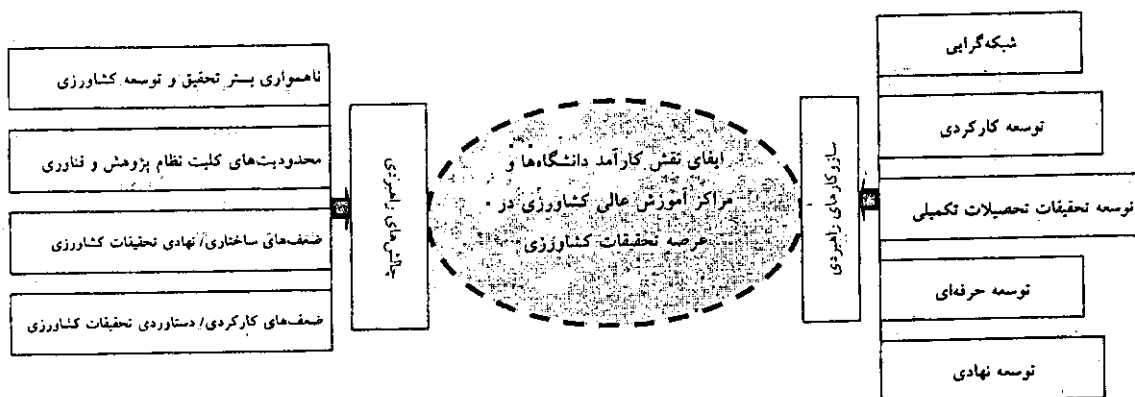 شبکه‌گرایی
توسعه کارکردی
توسعه تحقیقات تحصیلات تکمیلی
توسعه حرفه‌ای
توسعه نهادی
سازوکارهای راهبردی
ایفای نقش کارآمد دانشگاه‌ها و
مراکز آموزش عالی کشاورزی در
عرصه تحقیقات کشاورزی
چالش‌های راهبردی
ناهمواری بستر تحقیق و توسعه کشاورزی
محدودیت‌های کلیت نظام پژوهش و فناوری
ضعف‌های ساختاری/ نهادی تحقیقات کشاورزی
ضعف‌های کارکردی/ دستاوردی تحقیقات کشاورزی